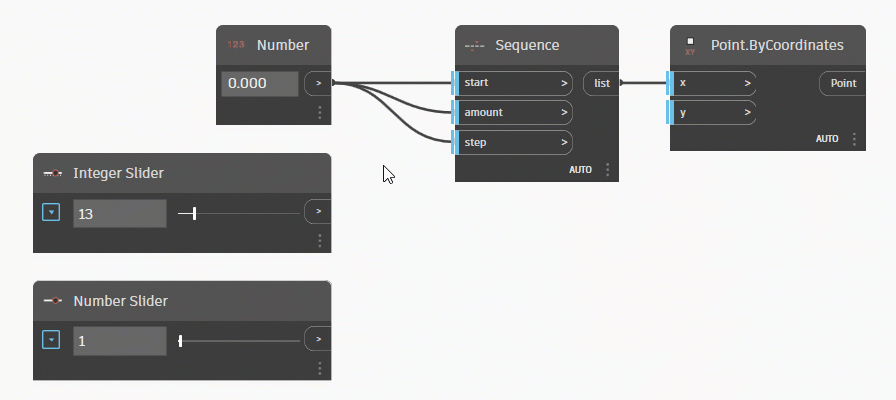 123 Number
0.000 >
Sequence
start >
list
amount >
step >
AUTO
XY Point.ByCoordinates
x >
Point
y >
AUTO
Integer Slider
13 >
Number Slider
1 >